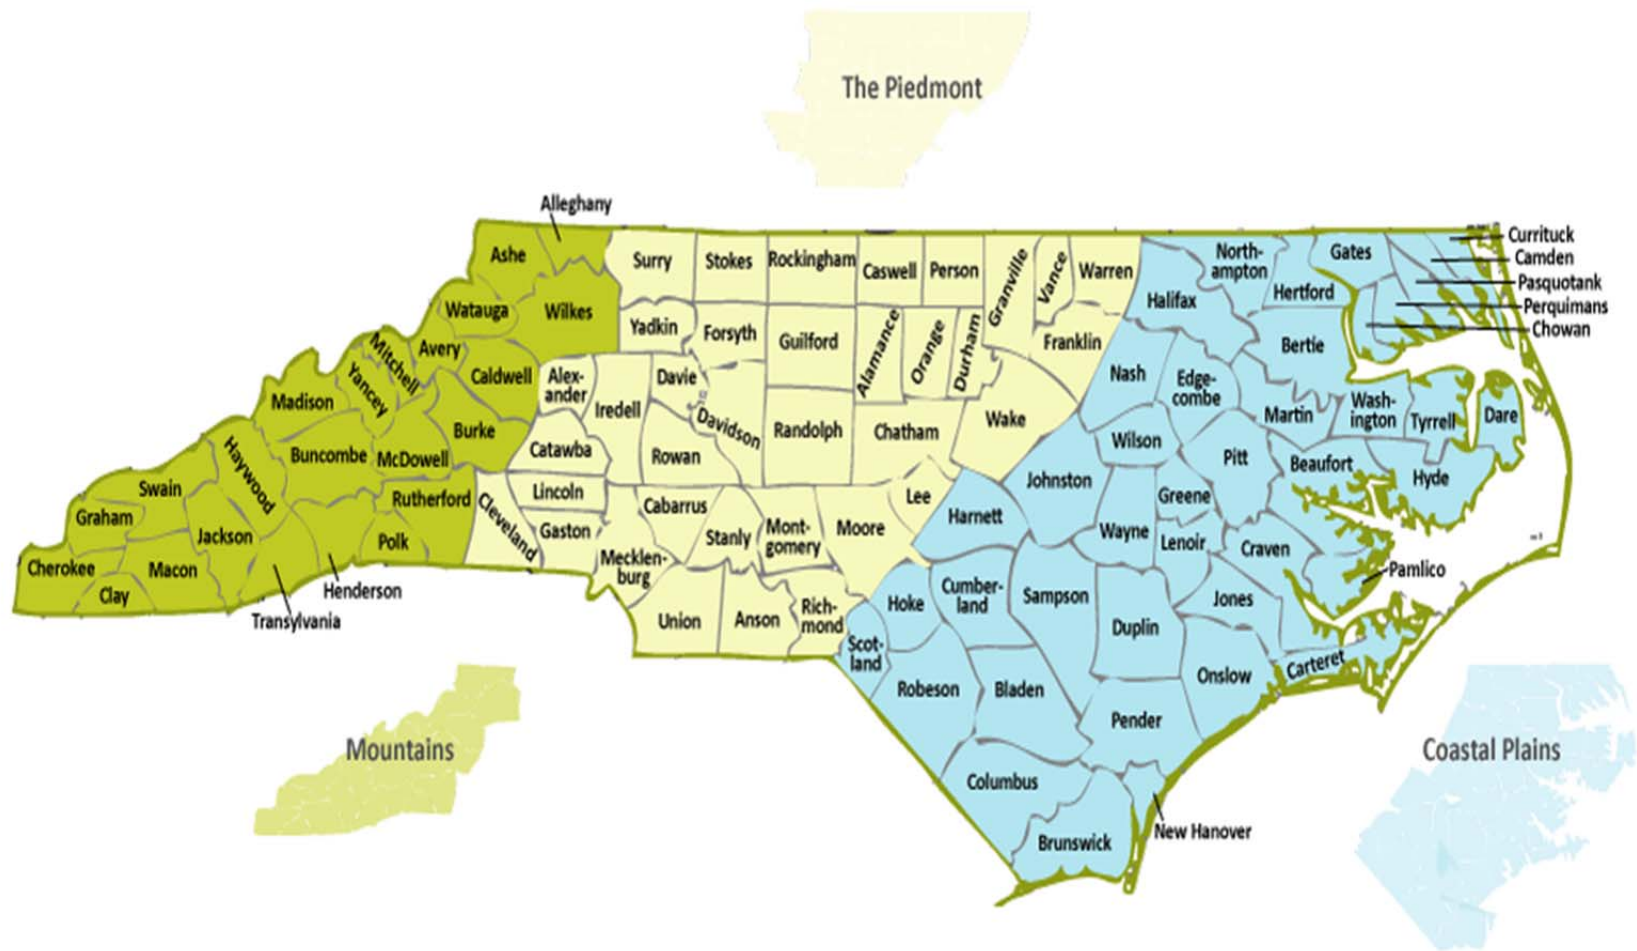 The Piedmont
Alleghany
Ashe
Surry
Stokes
Rockingham
Caswell
Person
Granville
Vance
Warren
North-
ampton
Gates
Currituck
Camden
Pasquotank
Perquimans
Chowan
Hertford
Halifax
Watauga
Wilkes
Yadkin
Forsyth
Guilford
Alamance
Orange
Durham
Franklin
Bertie
Mitchell
Avery
Caldwell
Alex-
ander
Davie
Nash
Edge-
combe
Yancey
Madison
Iredell
Davidson
Randolph
Chatham
Wake
Martin
Wash-
ington
Tyrrell
Dare
Burke
Buncombe
McDowell
Catawba
Rowan
Wilson
Pitt
Beaufort
Hyde
Haywood
Swain
Rutherford
Lincoln
Cabarrus
Lee
Johnston
Greene
Graham
Jackson
Polk
Cleveland
Gaston
Mecklen-
burg
Stanly
Mont-
gomery
Moore
Harnett
Wayne
Lenoir
Craven
Pamlico
Cherokee
Macon
Clay
Henderson
Transylvania
Union
Anson
Rich-
mond
Hoke
Cumber-
land
Sampson
Duplin
Jones
Scot-
land
Robeson
Bladen
Onslow
Carteret
Pender
Mountains
Coastal Plains
Columbus
Brunswick
New Hanover